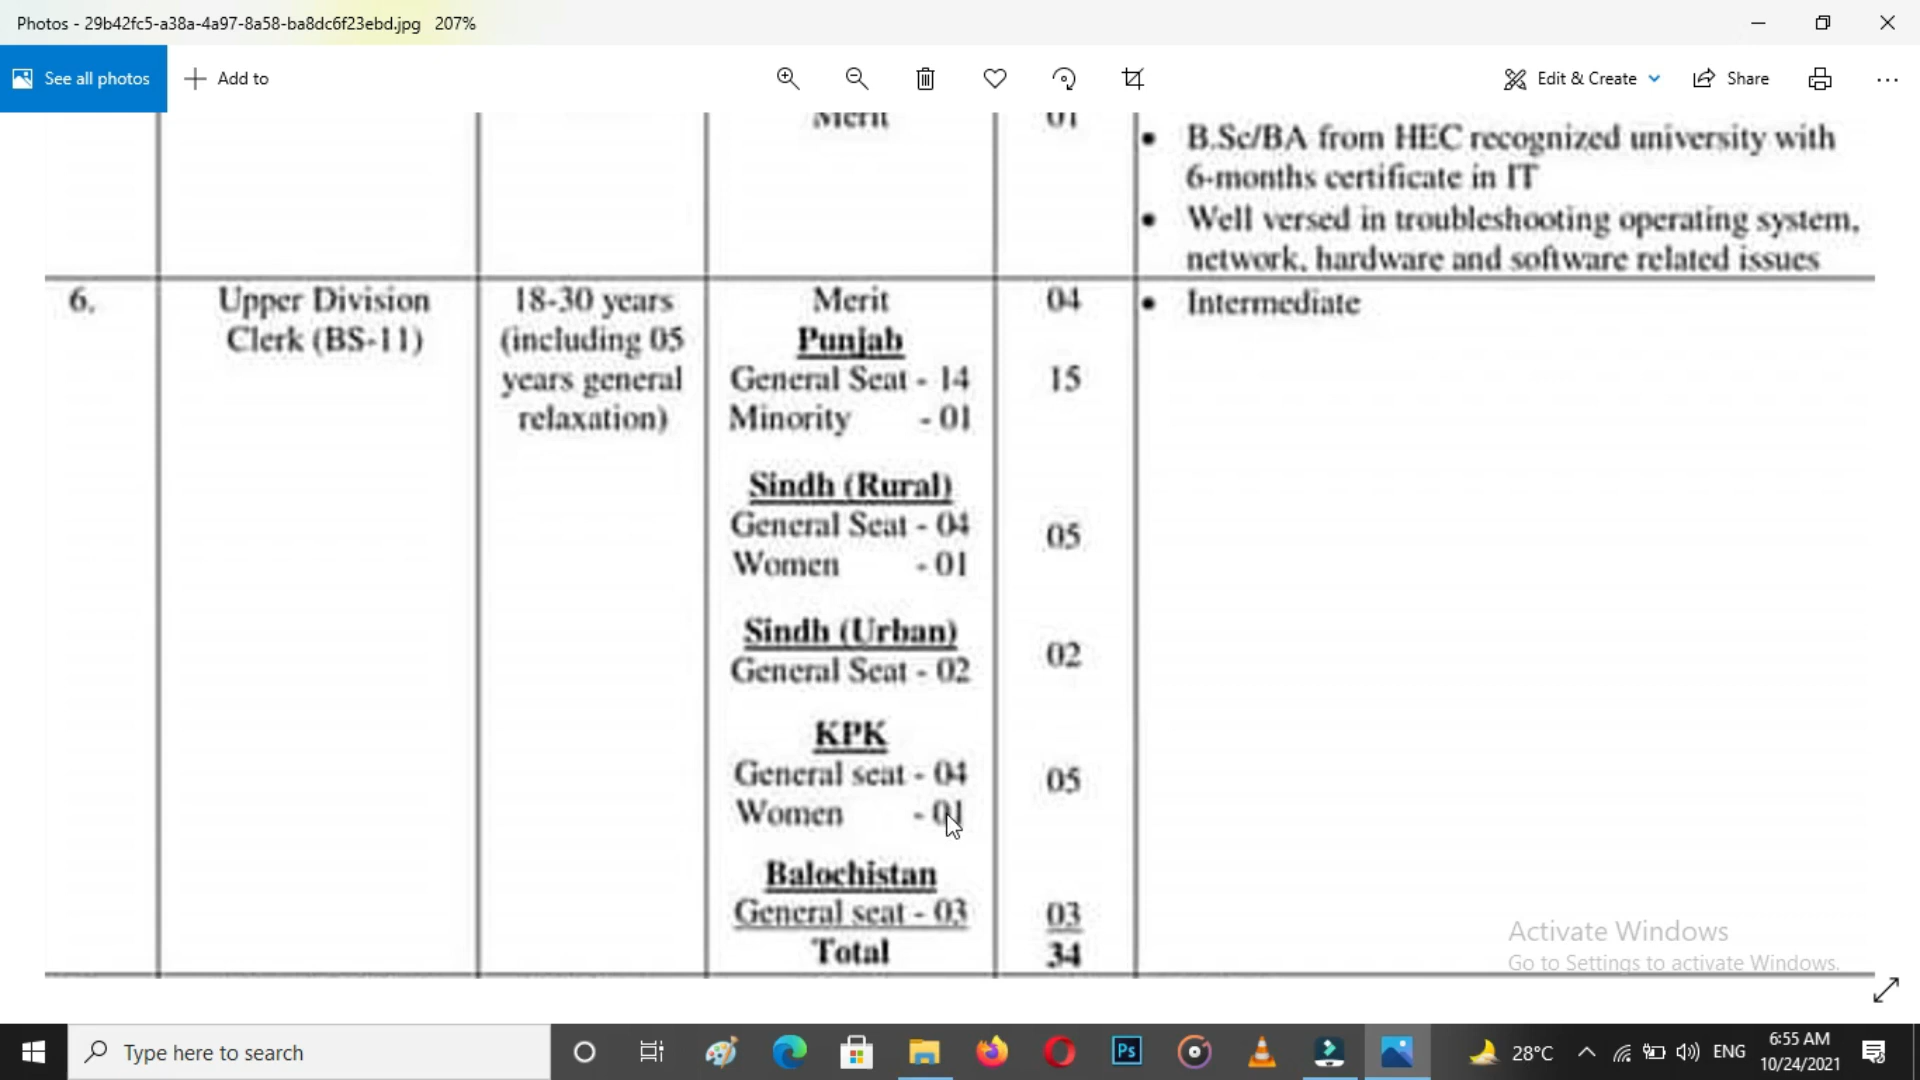 Photos - 29b42fc5-a38a-4a97-8a58-ba8dc6f23ebd.jpg 207%
See all photos
Add to
Edit & Create
Share
Merit 01
• B.Sc/BA from HEC recognized university with
6-months certificate in IT
• Well versed in troubleshooting operating system,
network, hardware and software related issues
6. Upper Division 18-30 years Merit 04 • Intermediate
Clerk (BS-11) (including 05 Punjab
years general General Seat - 14 15
relaxation) Minority - 01
Sindh (Rural)
General Seat - 04 05
Women - 01
Sindh (Urban) 02
General Seat - 02
KPK
General seat - 04 05
Women - 01
Balochistan
General seat - 03 03
Total 34
Activate Windows
Go to Settings to activate Windows.
Type here to search
Ps
28°C
ENG
6:55 AM
10/24/2021